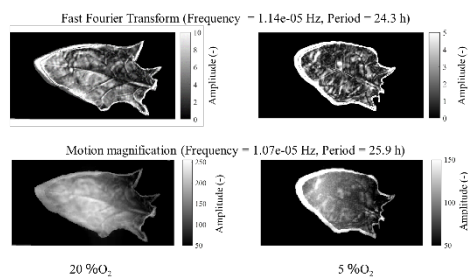 Fast Fourier Transform (Frequency = 1.14e-05 Hz, Period = 24.3 h)
10
8
6
4
2
0
Amplitude (-)
5
4
3
2
1
0
Amplitude (-)
Motion magnification (Frequency = 1.07e-05 Hz, Period = 25.9 h)
250
200
150
100
50
Amplitude (-)
150
100
50
Amplitude (-)
20 %O₂
5 %O₂